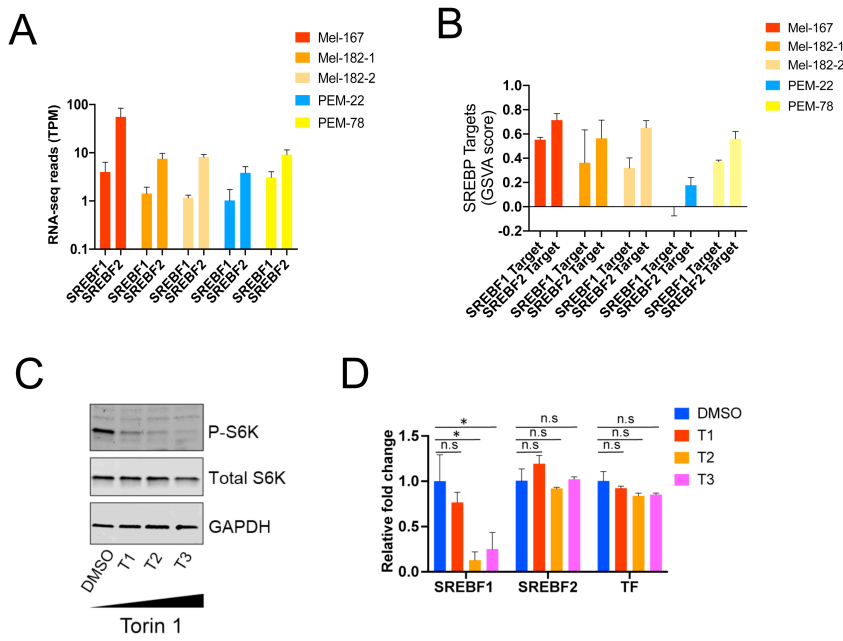 A
Mel-167
Mel-182-1
Mel-182-2
PEM-22
PEM-78
RNA-seq reads (TPM)
100
10
1
0.1
SREBF1
SREBF2
SREBF1
SREBF2
SREBF1
SREBF2
SREBF1
SREBF2
SREBF1
SREBF2
B
Mel-167
Mel-182-1
Mel-182-2
PEM-22
PEM-78
SREBP Targets
(GSVA score)
1.0
0.8
0.6
0.4
0.2
0.0
-0.2
SREBF1 Target
SREBF2 Target
SREBF1 Target
SREBF2 Target
SREBF1 Target
SREBF2 Target
SREBF1 Target
SREBF2 Target
SREBF1 Target
SREBF2 Target
C
P-S6K
Total S6K
GAPDH
DMSO
T1
T2
T3
Torin 1
D
DMSO
T1
T2
T3
Relative fold change
1.5
1.0
0.5
0.0
*
*
n.s
n.s
n.s
n.s
n.s
n.s
n.s
SREBF1
SREBF2
TF